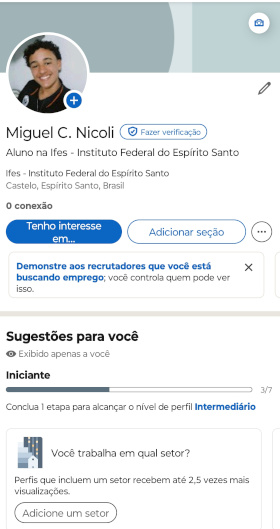 Miguel C. Nicoli
Fazer verificação
Aluno na Ifes - Instituto Federal do Espírito Santo
Ifes - Instituto Federal do Espírito Santo
Castelo, Espírito Santo, Brasil
0 conexão
Tenho interesse
em...
Adicionar seção
Demonstre aos recrutadores que você está
buscando emprego; você controla quem pode ver
isso.
Sugestões para você
Exibido apenas a você
Iniciante
3/7
Conclua 1 etapa para alcançar o nível de perfil Intermediário
Você trabalha em qual setor?
Perfis que incluem um setor recebem até 2,5 vezes mais
visualizações.
Adicione um setor